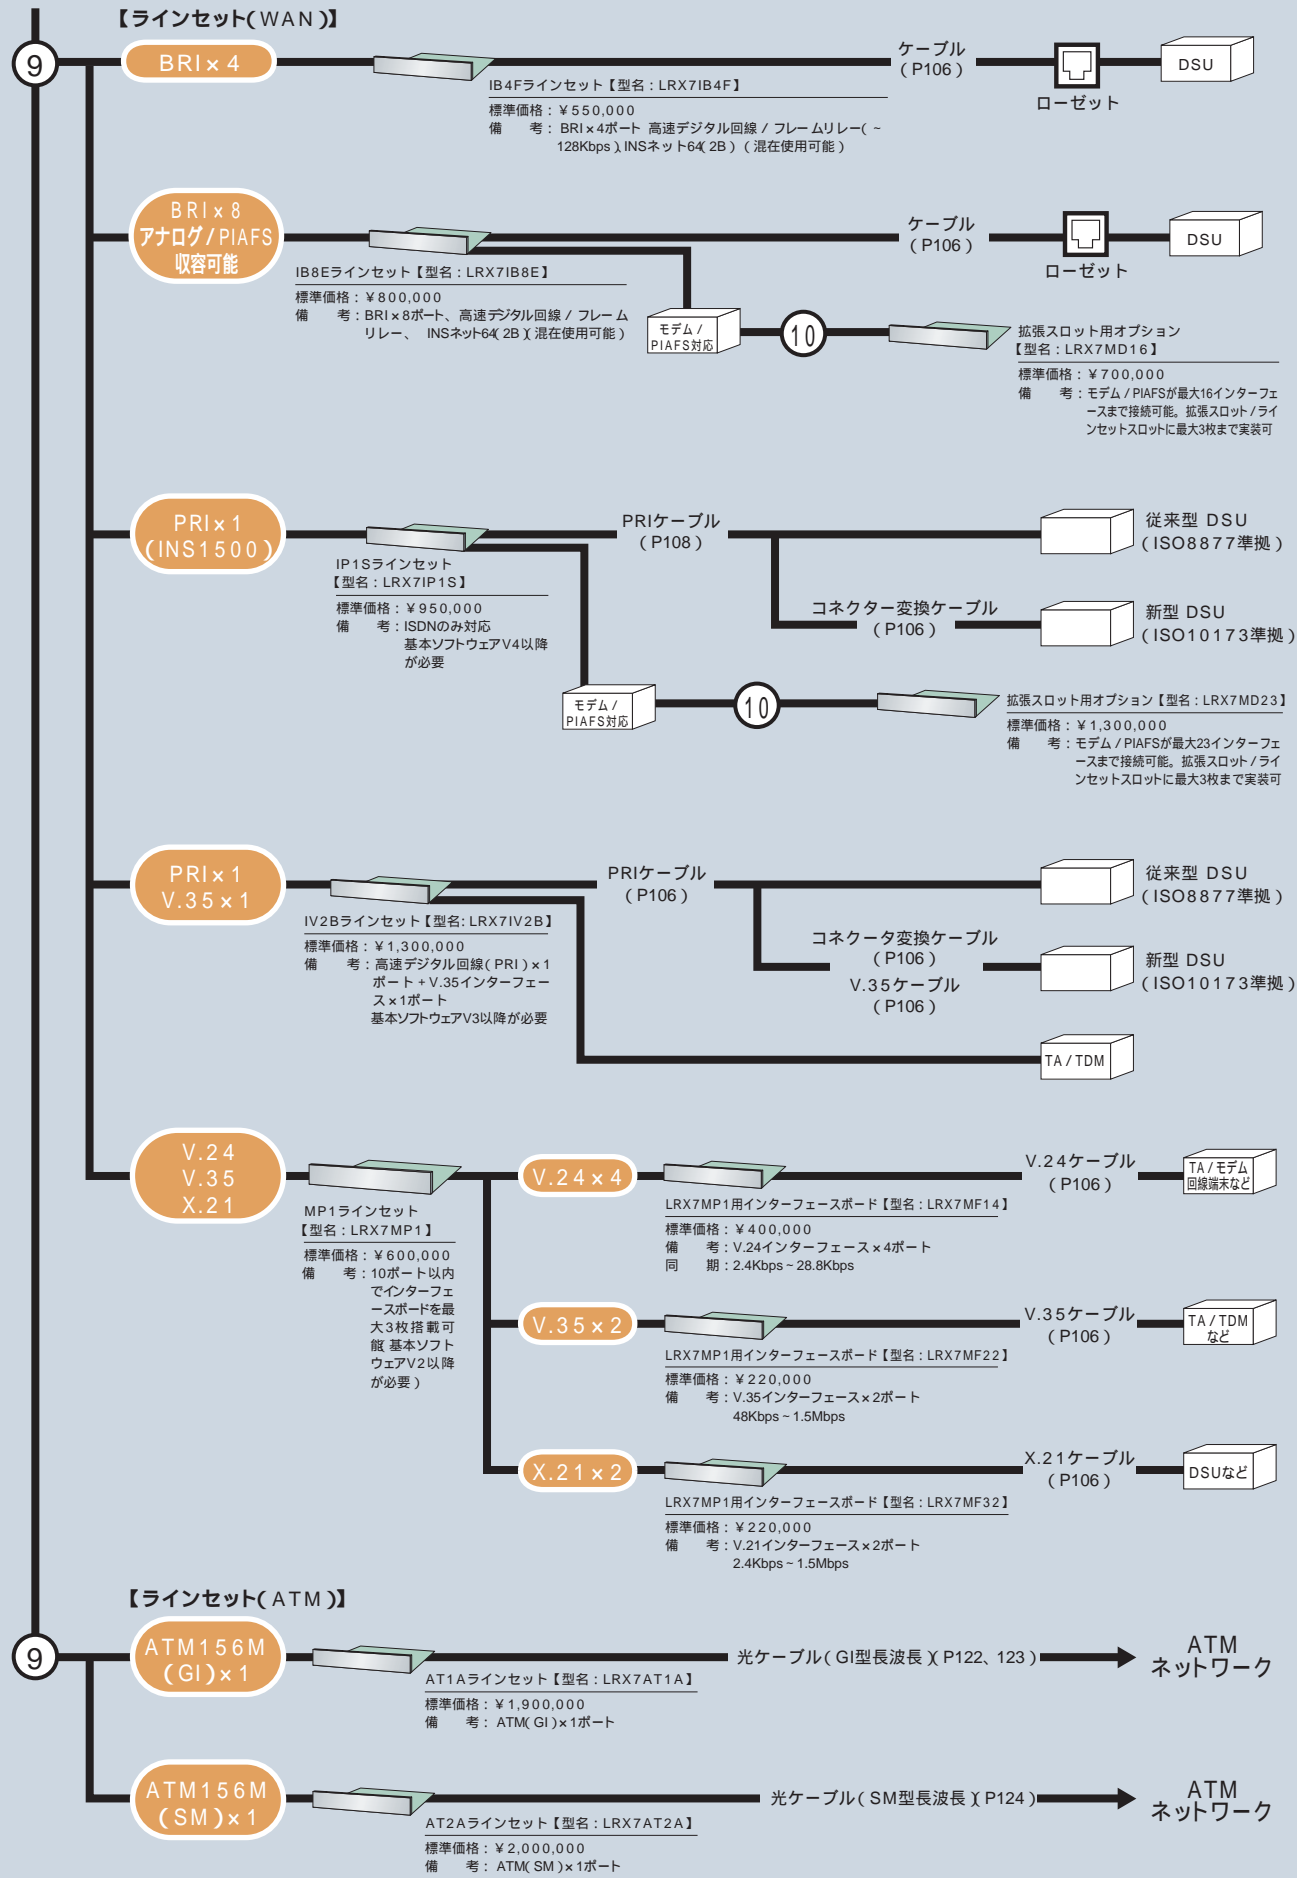 【ラインセット(WAN)】
9
BRI×4
IB4Fラインセット【型名：LRX7IB4F】
標準価格：￥550,000
備　考：BRI×4ポート 高速デジタル回線/フレームリレー(~
128Kbps)、INSネット64(2B)(混在使用可能)
ケーブル
(P106)
ローゼット
DSU
BRI×8
アナログ/PIAFS
収容可能
IB8Eラインセット【型名：LRX7IB8E】
標準価格：￥800,000
備　考：BRI×8ポート、高速デジタル回線/フレーム
リレー、 INSネット64(2B)(混在使用可能)
ケーブル
(P106)
ローゼット
DSU
モデム/
PIAFS対応
10
拡張スロット用オプション
【型名：LRX7MD16】
標準価格：￥700,000
備　考：モデム/PIAFSが最大16インターフェ
ースまで接続可能。拡張スロット/ライ
ンセットスロットに最大3枚まで実装可
PRI×1
(INS1500)
IP1Sラインセット
【型名：LRX7IP1S】
標準価格：￥950,000
備　考：ISDNのみ対応
基本ソフトウェアV4以降
が必要
PRIケーブル
(P108)
従来型 DSU
(ISO8877準拠)
コネクター変換ケーブル
(P106)
新型 DSU
(ISO10173準拠)
モデム/
PIAFS対応
10
拡張スロット用オプション【型名：LRX7MD23】
標準価格：￥1,300,000
備　考：モデム/PIAFSが最大23インターフェ
ースまで接続可能。拡張スロット/ライ
ンセットスロットに最大3枚まで実装可
PRI×1
V.35×1
IV2Bラインセット【型名：LRX7IV2B】
標準価格：￥1,300,000
備　考：高速デジタル回線(PRI)×1
ポート+V.35インターフェー
ス×1ポート
基本ソフトウェアV3以降が必要
PRIケーブル
(P106)
従来型 DSU
(ISO8877準拠)
コネクータ変換ケーブル
(P106)
V.35ケーブル
(P106)
新型 DSU
(ISO10173準拠)
TA/TDM
V.24
V.35
X.21
MP1ラインセット
【型名：LRX7MP1】
標準価格：￥600,000
備　考：10ポート以内
でインターフェ
ースボードを最
大3枚搭載可
能(基本ソフト
ウェアV2以降
が必要)
V.24×4
LRX7MP1用インターフェースボード【型名：LRX7MF14】
標準価格：￥400,000
備　考：V.24インターフェース×4ポート
同　期：2.4Kbps~28.8Kbps
V.24ケーブル
(P106)
TA/モデム
回線端末など
V.35×2
LRX7MP1用インターフェースボード【型名：LRX7MF22】
標準価格：￥220,000
備　考：V.35インターフェース×2ポート
48Kbps~1.5Mbps
V.35ケーブル
(P106)
TA/TDM
など
X.21×2
LRX7MP1用インターフェースボード【型名：LRX7MF32】
標準価格：￥220,000
備　考：V.21インターフェース×2ポート
2.4Kbps~1.5Mbps
X.21ケーブル
(P106)
DSUなど
【ラインセット(ATM)】
9
ATM156M
(GI)×1
AT1Aラインセット【型名：LRX7AT1A】
標準価格：￥1,900,000
備　考：ATM(GI)×1ポート
光ケーブル(GI型長波長)(P122、123)
ATM
ネットワーク
ATM156M
(SM)×1
AT2Aラインセット【型名：LRX7AT2A】
標準価格：￥2,000,000
備　考：ATM(SM)×1ポート
光ケーブル(SM型長波長)(P124)
ATM
ネットワーク